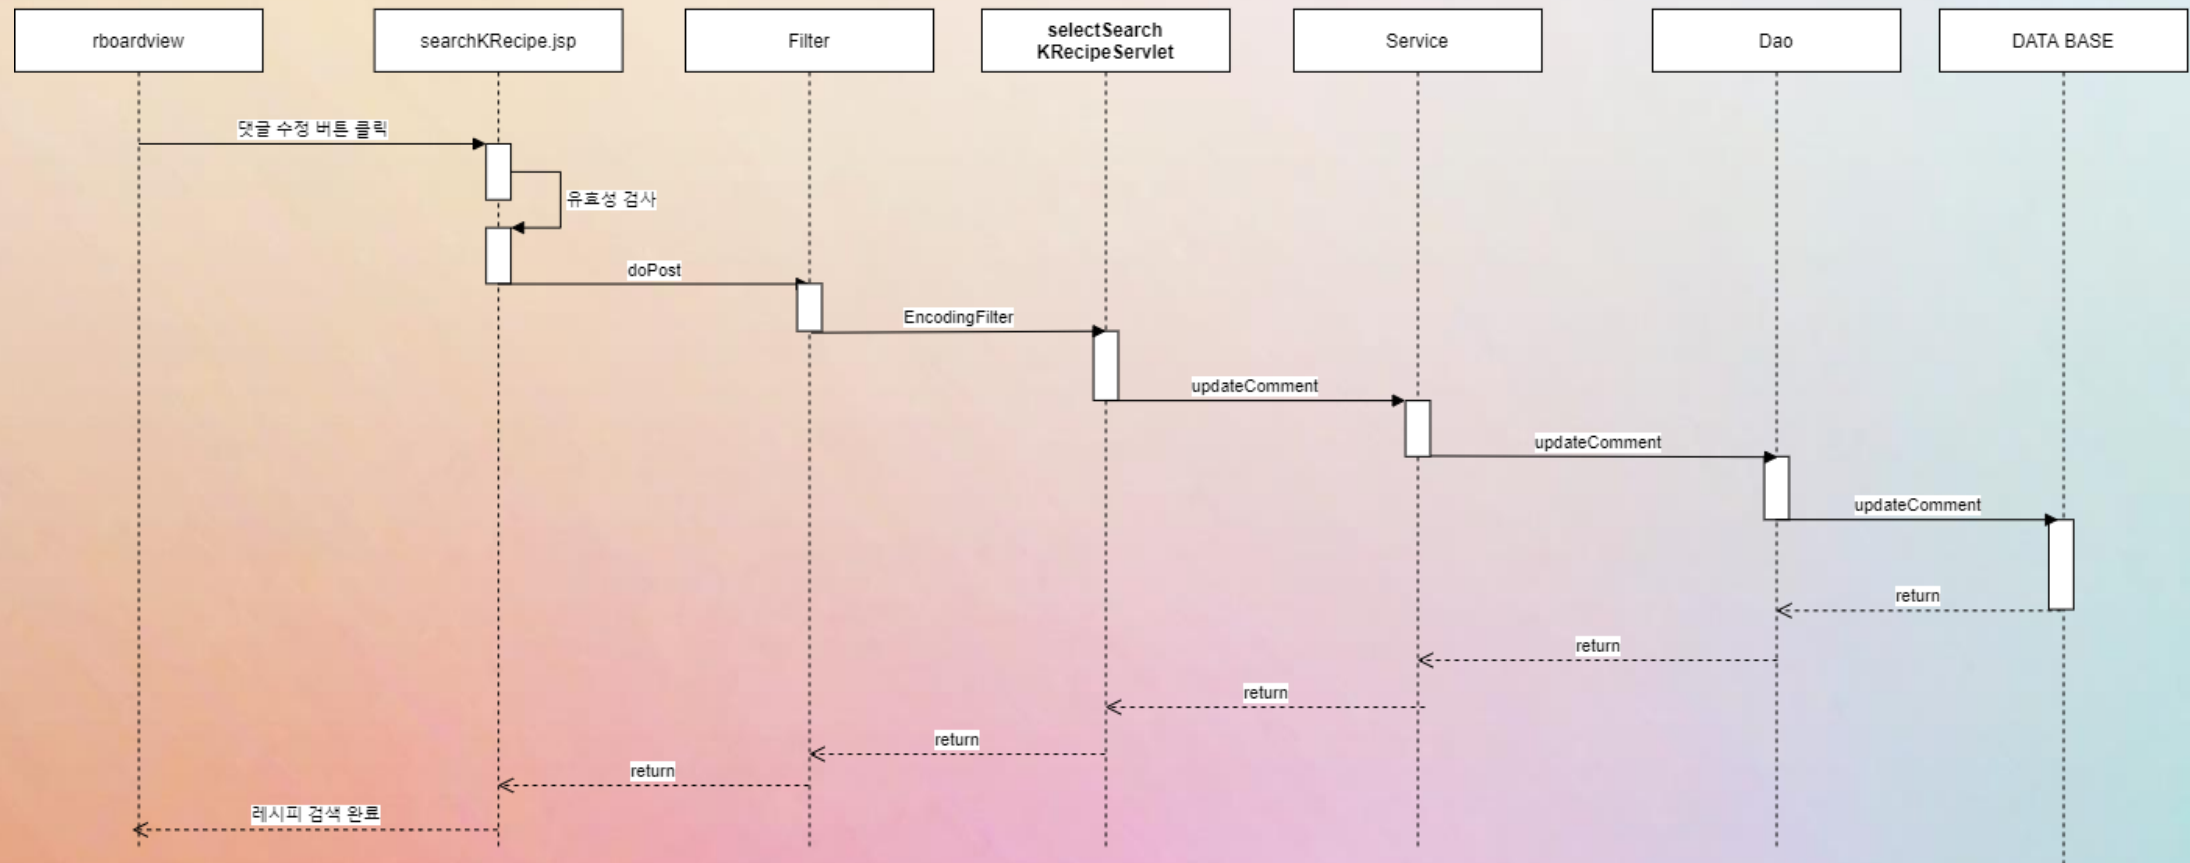 rboardview
searchKRecipe.jsp
Filter
selectSearch
KRecipeServlet
Service
Dao
DATA BASE
댓글 수정 버튼 클릭
유효성 검사
doPost
EncodingFilter
updateComment
updateComment
updateComment
return
return
return
return
return
레시피 검색 완료